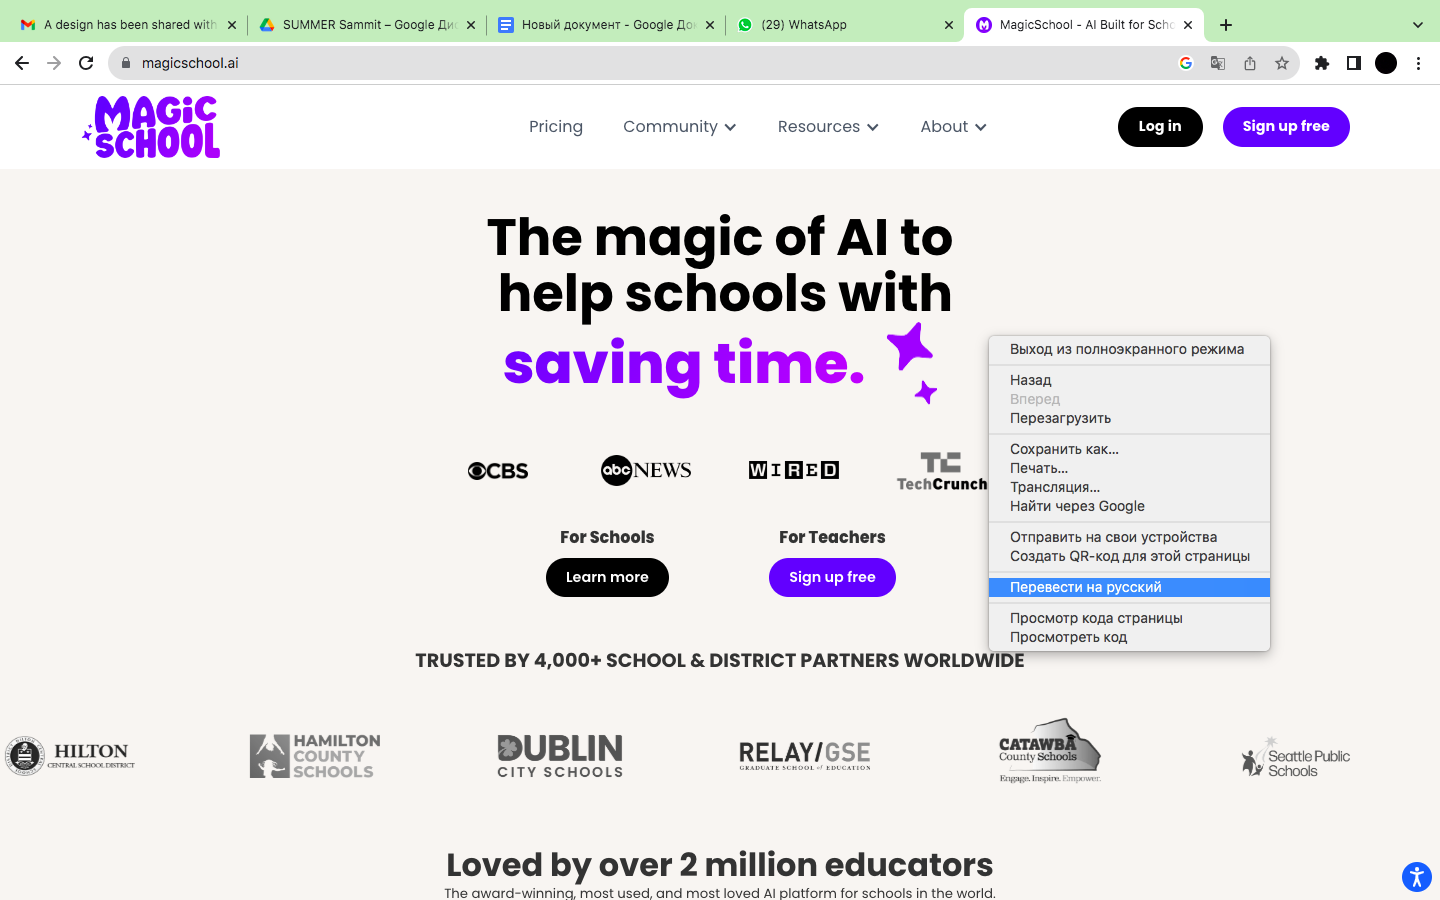 A design has been shared with
SUMMER Sammit – Google Дис
Новый документ - Google Док
(29) WhatsApp
MagicSchool - AI Built for Scho
magicschool.ai
MAGIC
SCHOOL
Pricing
Community
Resources
About
Log in
Sign up free
The magic of AI to
help schools with
saving time.
CBS
abc NEWS
WIRED
TC
TechCrunch
For Schools
For Teachers
Learn more
Sign up free
Выход из полноэкранного режима
Назад
Вперед
Перезагрузить
Сохранить как...
Печать...
Трансляция...
Найти через Google
Отправить на свои устройства
Создать QR-код для этой страницы
Перевести на русский
Просмотр кода страницы
Просмотреть код
TRUSTED BY 4,000+ SCHOOL & DISTRICT PARTNERS WORLDWIDE
HILTON
CENTRAL SCHOOL DISTRICT
HAMILTON
COUNTY
SCHOOLS
DUBLIN
CITY SCHOOLS
RELAY/GSE
GRADUATE SCHOOL of EDUCATION
CATAWBA
County Schools
Engage. Inspire. Empower.
Seattle Public
Schools
Loved by over 2 million educators
The award-winning, most used, and most loved AI platform for schools in the world.